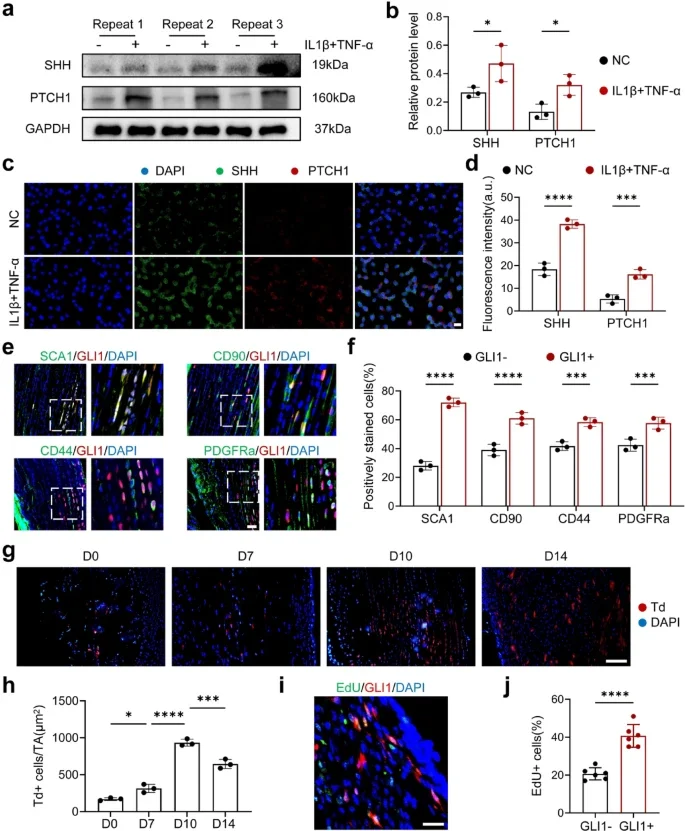 a
Repeat 1 Repeat 2 Repeat 3
- + - + - + IL1β+TNF-α
SHH 19kDa
PTCH1 160kDa
GAPDH 37kDa
b
Relative protein level
0.8
0.6
0.4
0.2
0.0
* *
SHH PTCH1
NC
IL1β+TNF-α
c
DAPI SHH PTCH1
NC
IL1β+TNF-α
d
NC IL1β+TNF-α
Fluorescence intensity(a.u.)
50
40
30
20
10
0
**** ***
SHH PTCH1
e
SCA1/GLI1/DAPI CD90/GLI1/DAPI
CD44/GLI1/DAPI PDGFRa/GLI1/DAPI
f
GLI1- GLI1+
Positively stained cells(%)
80
60
40
20
0
**** **** *** ***
SCA1 CD90 CD44 PDGFRa
g
D0 D7 D10 D14
Td
DAPI
h
Td+ cells/TA(μm²)
1500
1000
500
0
* **** ***
D0 D7 D10 D14
i
EdU/GLI1/DAPI
j
EdU+ cells(%)
60
40
20
0
****
GLI1- GLI1+